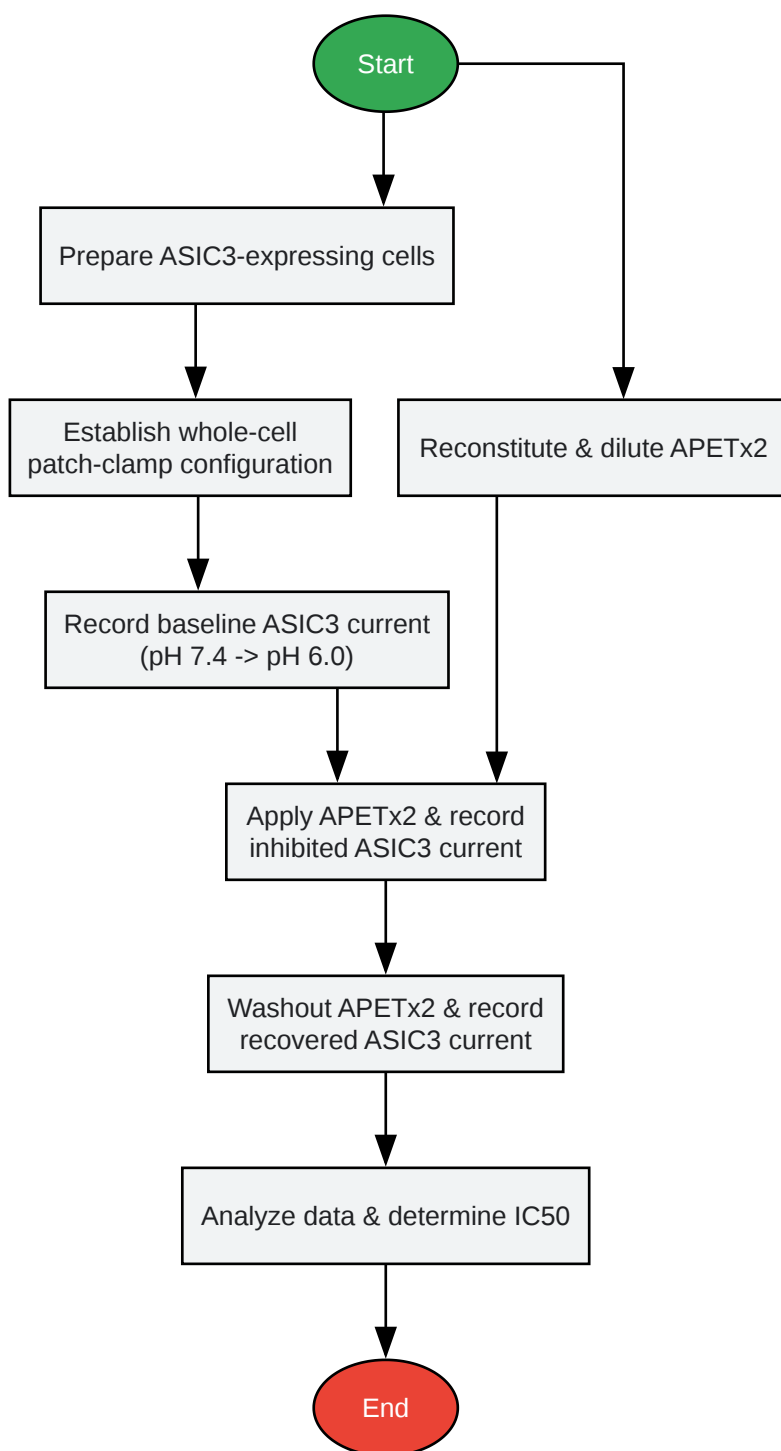 Start
Prepare ASIC3-expressing cells
Establish whole-cell
patch-clamp configuration
Reconstitute & dilute APETx2
Record baseline ASIC3 current
(pH 7.4 -> pH 6.0)
Apply APETx2 & record
inhibited ASIC3 current
Washout APETx2 & record
recovered ASIC3 current
Analyze data & determine IC50
End